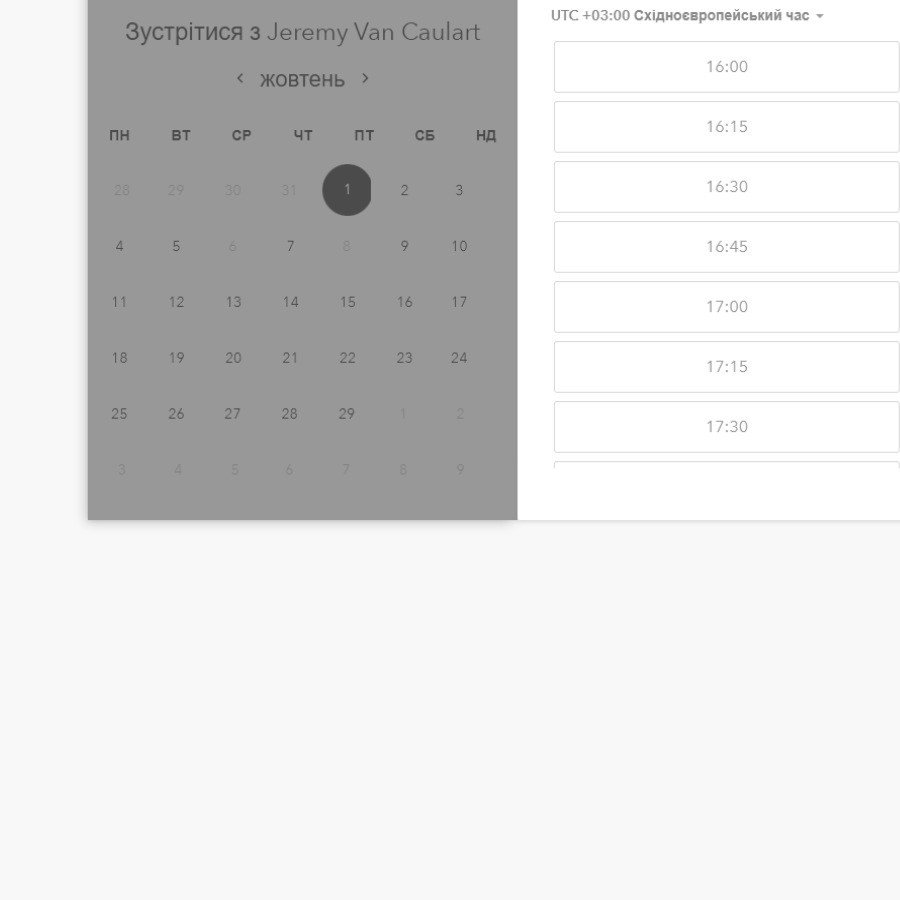 Зустрітися з Jeremy Van Caulart
жовтень
ПН ВТ СР ЧТ ПТ СБ НД
28 29 30 31 1 2 3
4 5 6 7 8 9 10
11 12 13 14 15 16 17
18 19 20 21 22 23 24
25 26 27 28 29 1 2
3 4 5 6 7 8 9
UTC +03:00 Східноєвропейський час
16:00
16:15
16:30
16:45
17:00
17:15
17:30